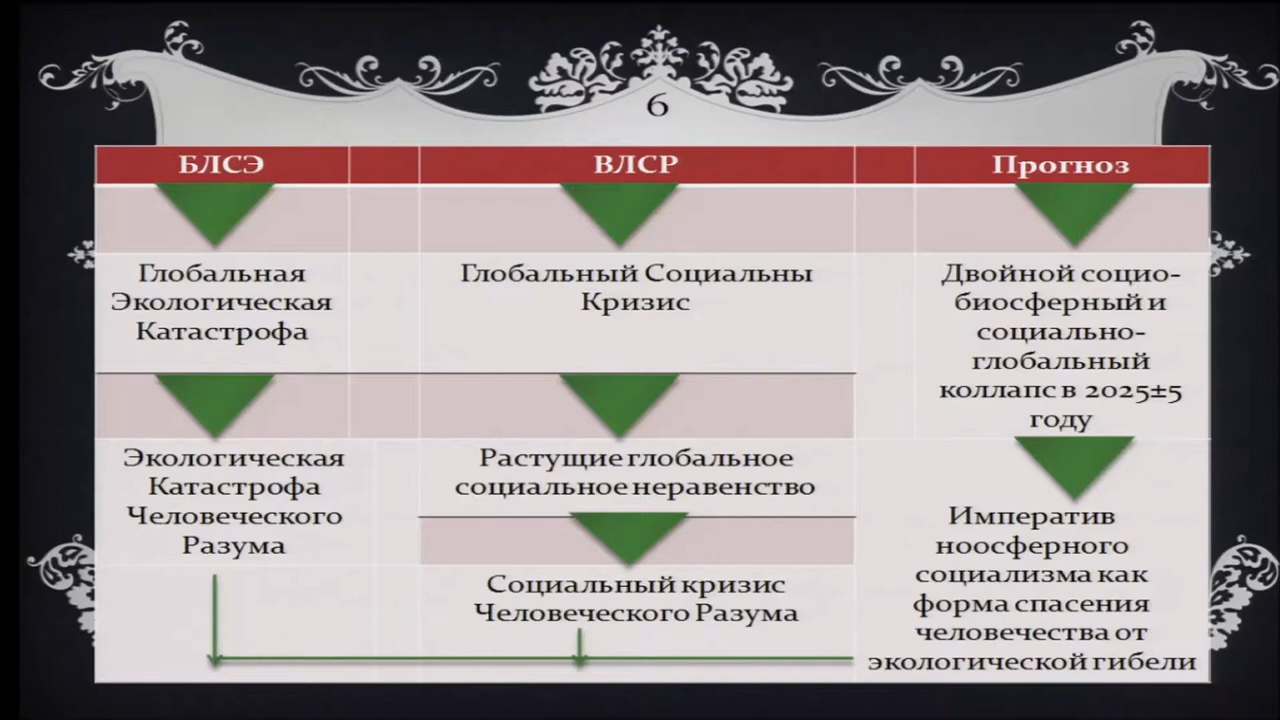 6
БЛСЭ
ВЛСР
Прогноз
Глобальная
Экологическая
Катастрофа
Глобальный Социальны
Кризис
Двойной социо-
биосферный и
социально-
глобальный
коллапс в 2025±5
году
Экологическая
Катастрофа
Человеческого
Разума
Растущие глобальное
социальное неравенство
Социальный кризис
Человеческого Разума
Императив
ноосферного
социализма как
форма спасения
человечества от
экологической гибели